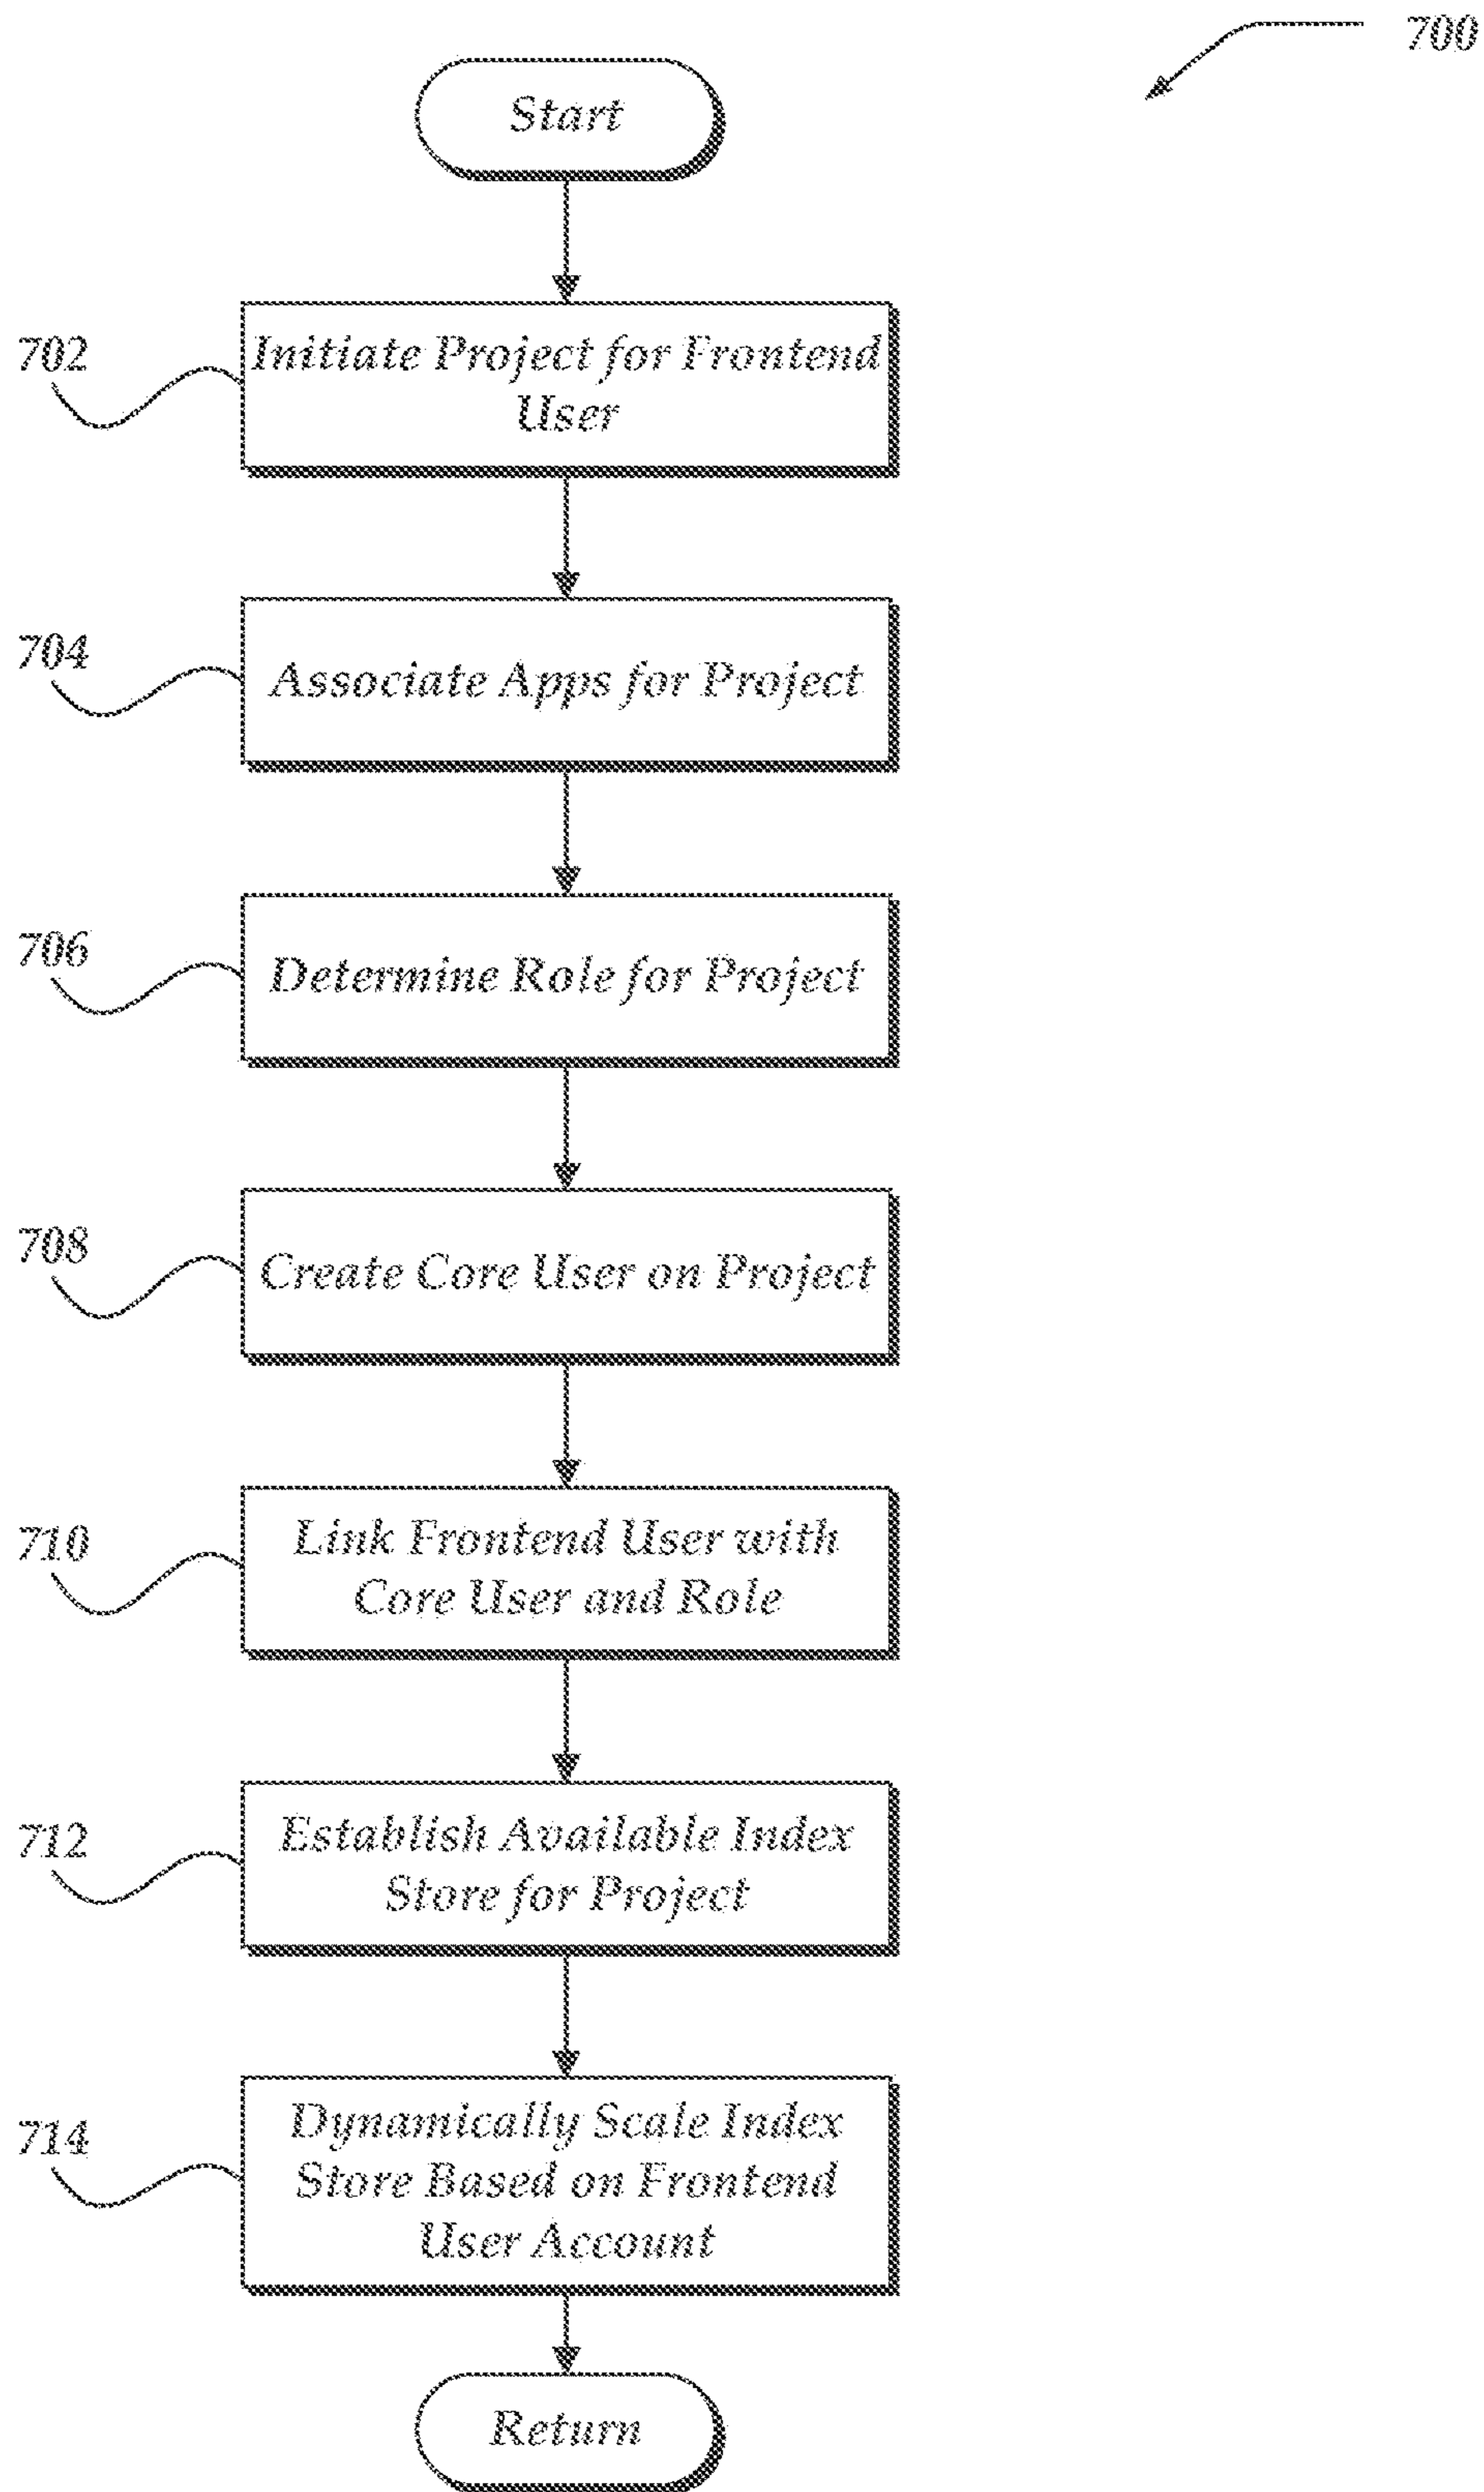 700
Start
702
Initiate Project for Frontend
User
704
Associate Apps for Project
706
Determine Role for Project
708
Create Core User on Project
710
Link Frontend User with
Core User and Role
712
Establish Available Index
Store for Project
714
Dynamically Scale Index
Store Based on Frontend
User Account
Return